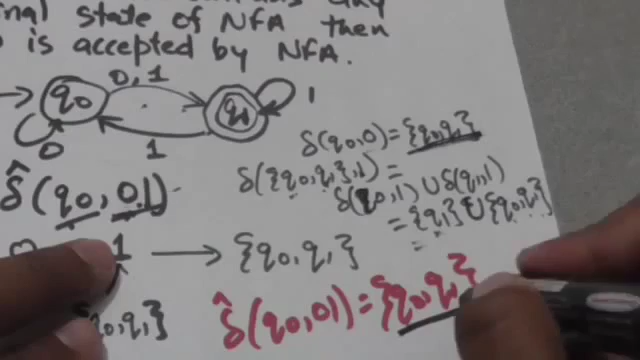 final state of NFA then
is accepted by NFA.
q0 0,1 q1 1
0 1
δ(q0,0) = {q0,q1}
δ({q0,q1},1) =
δ(q0,1) ∪ δ(q1,1)
= {q1} ∪ {q0,q1}
=
δ̂(q0,01)
1 → {q0,q1}
q0,q1}
δ̂(q0,01) = {q0,q1}